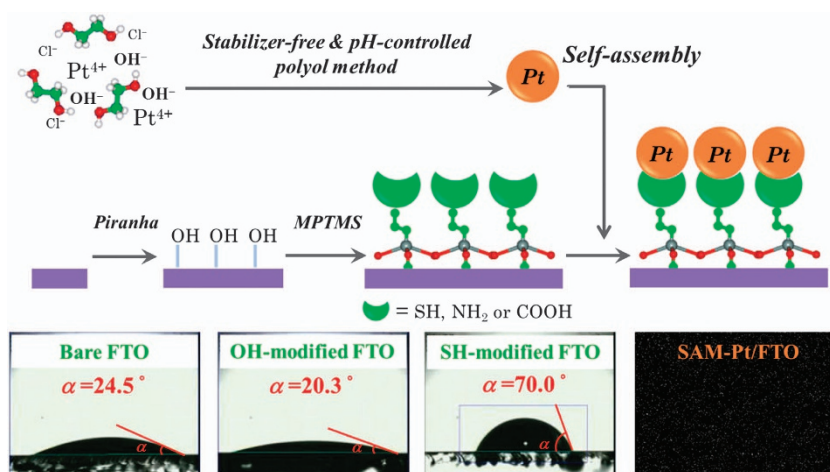 Cl⁻
Pt⁴⁺
OH⁻
OH⁻
OH⁻
Cl⁻
Pt⁴⁺
Stabilizer-free & pH-controlled
polyol method
Pt
Self-assembly
Pt Pt Pt
Piranha
OH OH OH
MPTMS
= SH, NH₂ or COOH
Bare FTO
α=24.5°
α
OH-modified FTO
α=20.3°
α
SH-modified FTO
α=70.0°
α
SAM-Pt/FTO